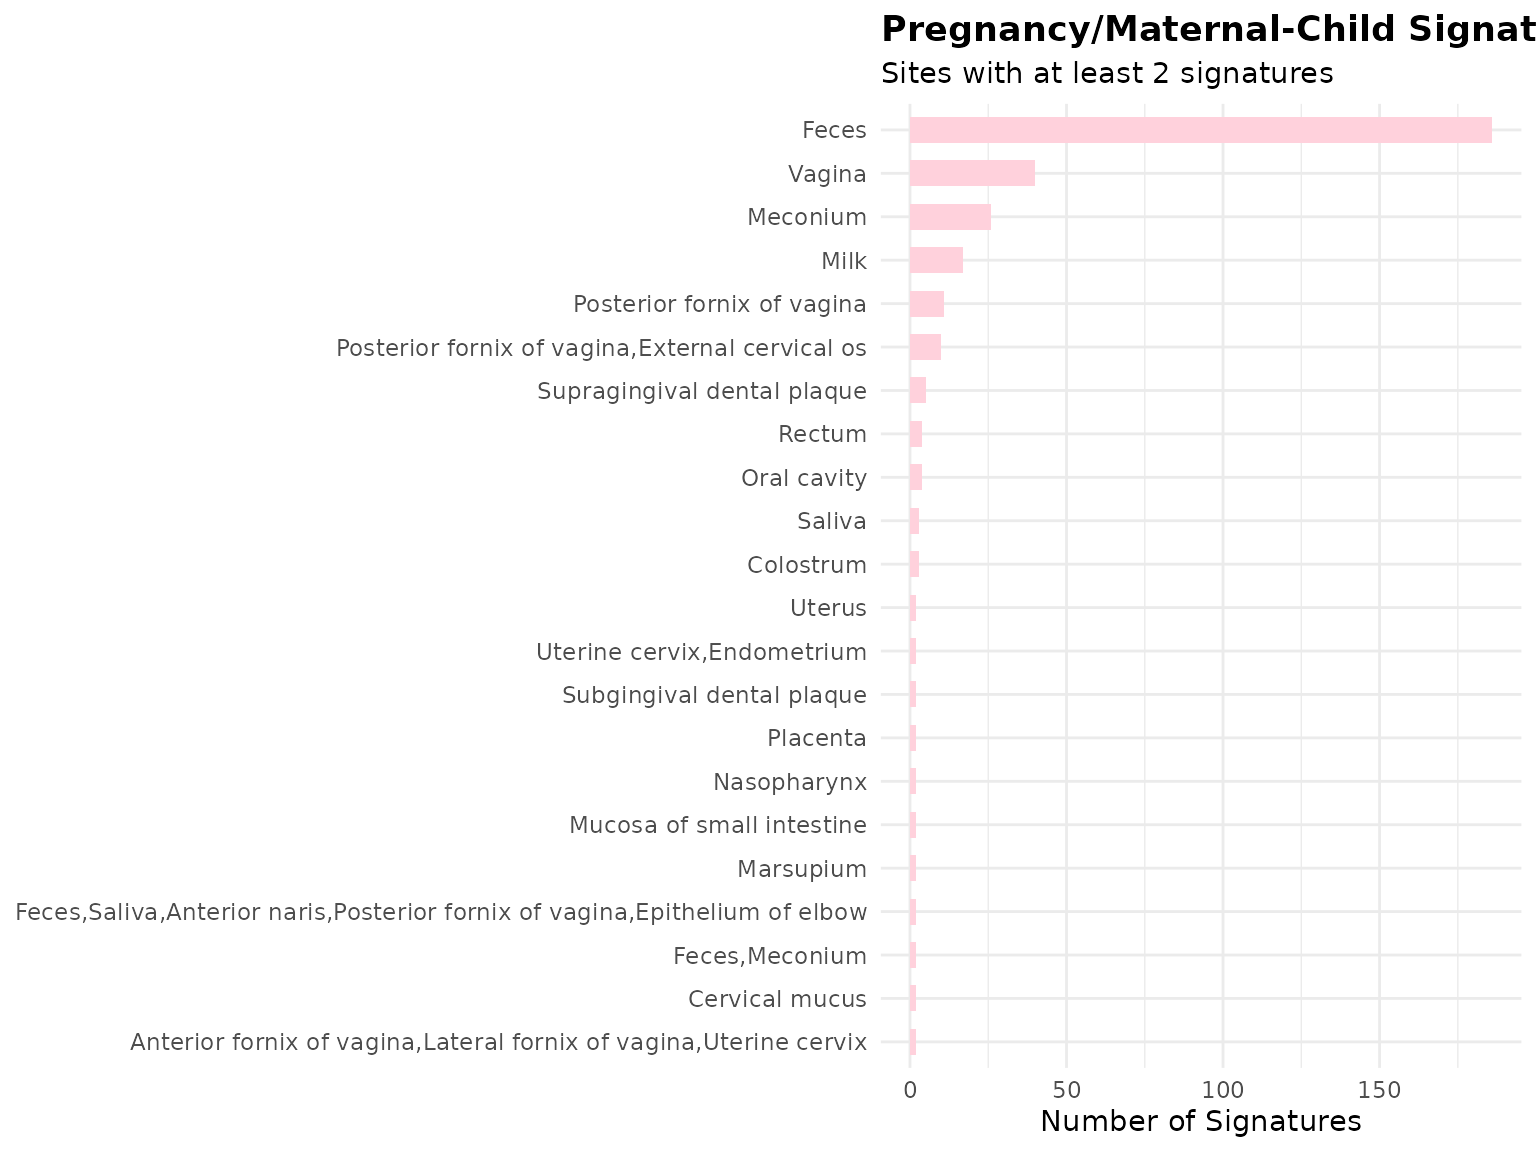 Pregnancy/Maternal-Child Signat
Sites with at least 2 signatures
Feces
Vagina
Meconium
Milk
Posterior fornix of vagina
Posterior fornix of vagina,External cervical os
Supragingival dental plaque
Rectum
Oral cavity
Saliva
Colostrum
Uterus
Uterine cervix,Endometrium
Subgingival dental plaque
Placenta
Nasopharynx
Mucosa of small intestine
Marsupium
Feces,Saliva,Anterior naris,Posterior fornix of vagina,Epithelium of elbow
Feces,Meconium
Cervical mucus
Anterior fornix of vagina,Lateral fornix of vagina,Uterine cervix
0 50 100 150
Number of Signatures